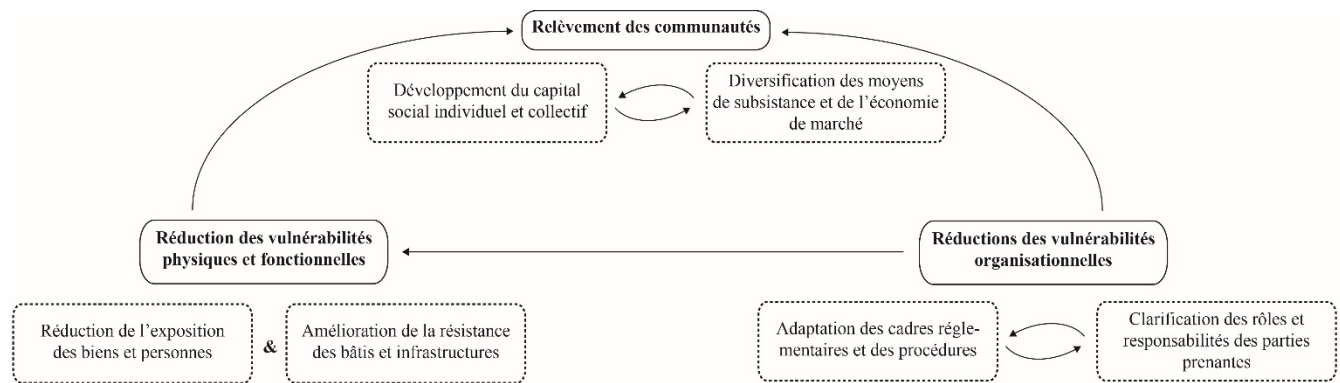 Relèvement des communautés
Développement du capital
social individuel et collectif
Diversification des moyens
de subsistance et de l'économie
de marché
Réduction des vulnérabilités
physiques et fonctionnelles
Réductions des vulnérabilités
organisationnelles
Réduction de l'exposition
des biens et personnes
&
Amélioration de la résistance
des bâtis et infrastructures
Adaptation des cadres régle-
mentaires et des procédures
Clarification des rôles et
responsabilités des parties
prenantes